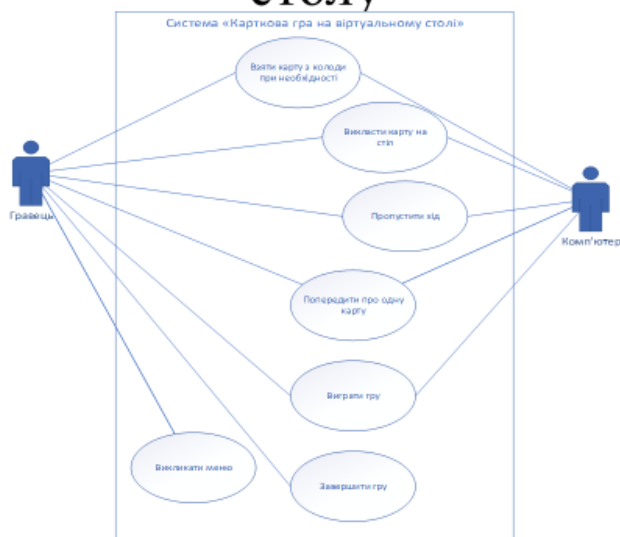 столу
Система «Карткова гра на віртуальному столі»
Взяти карту з колоди
при необхідності
Викласти карту на
стіл
Гравець
Пропустити хід
Комп'ютер
Попередити про одну
карту
Виграти гру
Викликати меню
Завершити гру